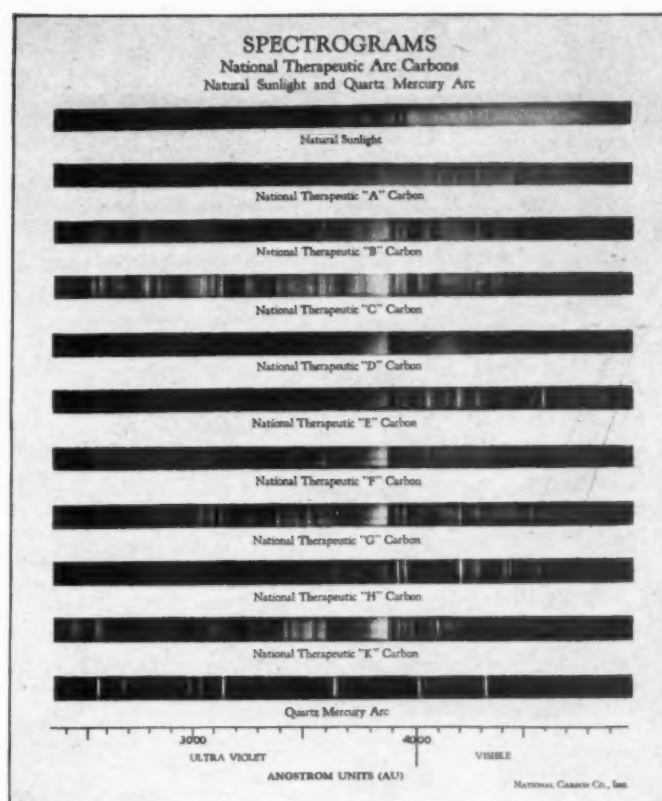 SPECTROGRAMS
National Therapeutic Arc Carbons
Natural Sunlight and Quartz Mercury Arc
Natural Sunlight
National Therapeutic "A" Carbon
National Therapeutic "B" Carbon
National Therapeutic "C" Carbon
National Therapeutic "D" Carbon
National Therapeutic "E" Carbon
National Therapeutic "F" Carbon
National Therapeutic "G" Carbon
National Therapeutic "H" Carbon
National Therapeutic "K" Carbon
Quartz Mercury Arc
3000 4000
ULTRA VIOLET VISIBLE
ANGSTROM UNITS (AU)
NATIONAL CARBON CO., INC.